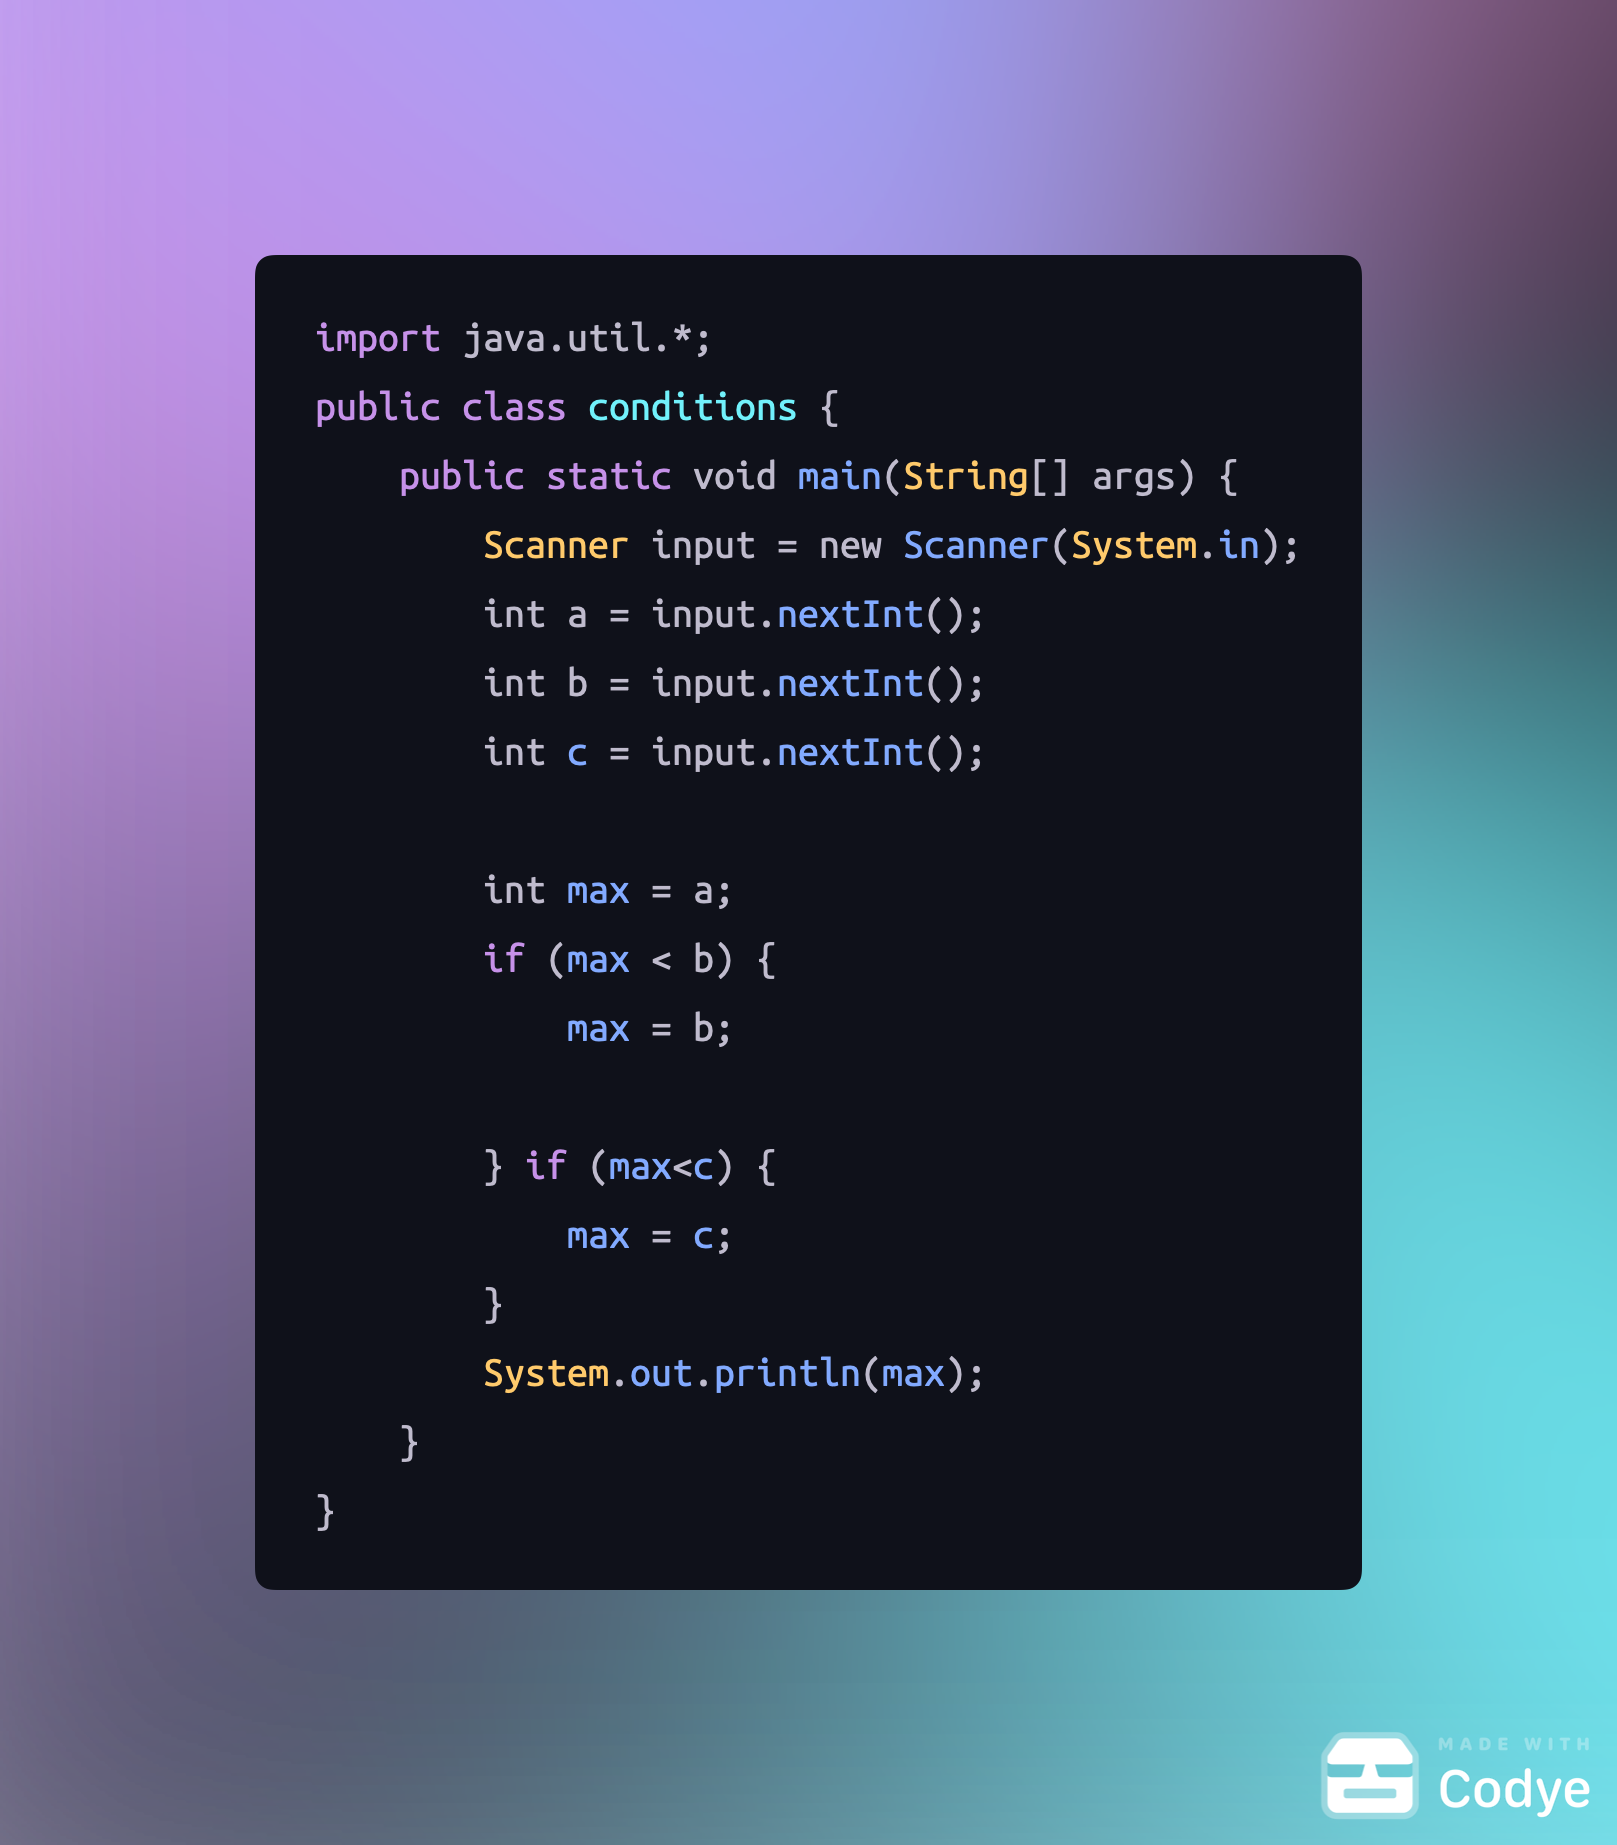 import java.util.*;
public class conditions {
    public static void main(String[] args) {
        Scanner input = new Scanner(System.in);
        int a = input.nextInt();
        int b = input.nextInt();
        int c = input.nextInt();

        int max = a;
        if (max < b) {
            max = b;

        } if (max<c) {
            max = c;
        }
        System.out.println(max);
    }
}
MADE WITH
Codye